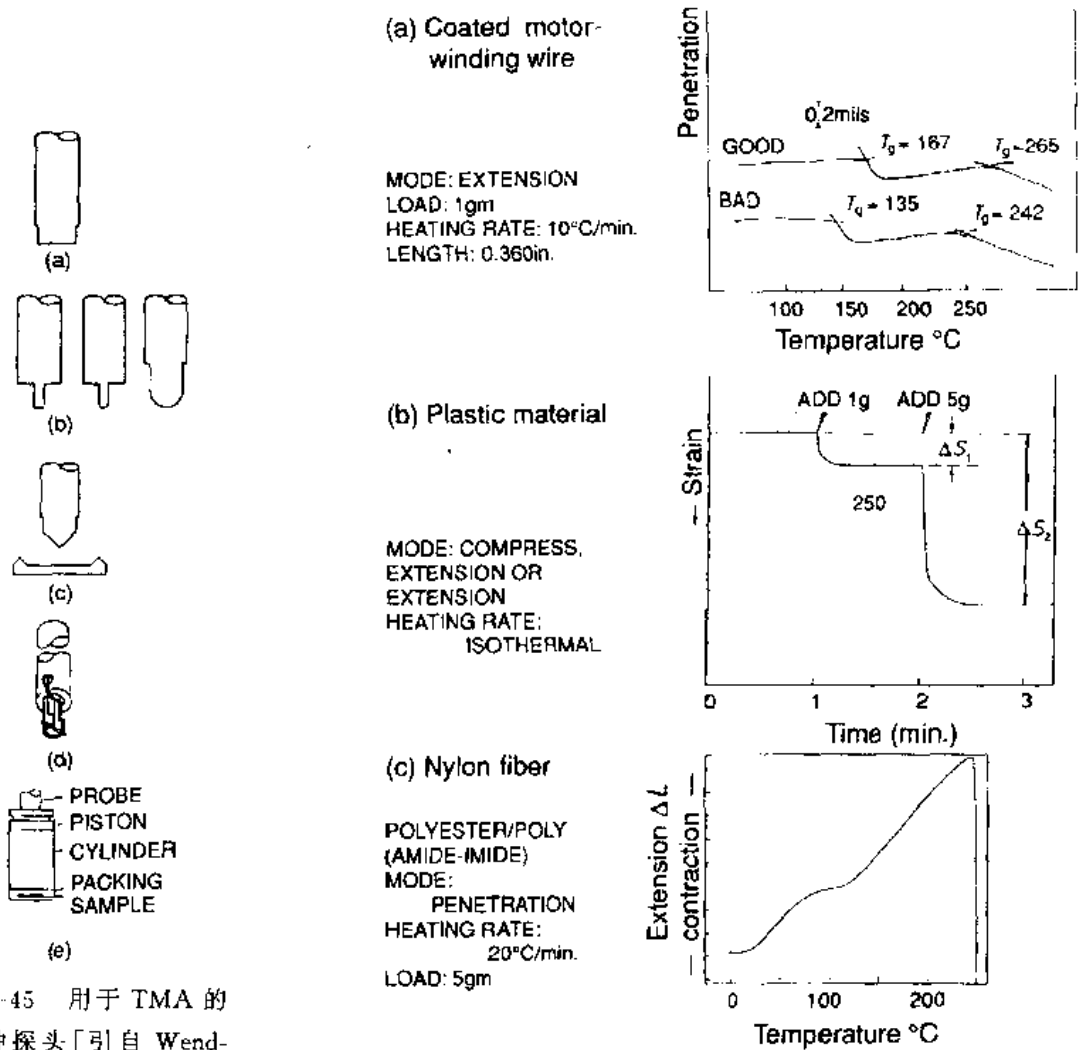 (a)
(b)
(c)
(d)
PROBE
PISTON
CYLINDER
PACKING
SAMPLE
(e)
-45 用于 TMA 的
探头[引自 Wend-
(a) Coated motor-
winding wire
MODE: EXTENSION
LOAD: 1gm
HEATING RATE: 10°C/min.
LENGTH: 0.360in.
Penetration
0.2mils
GOOD
Tg = 167
Tg = 265
BAD
Tg = 135
Tg = 242
100 150 200 250
Temperature °C
(b) Plastic material
MODE: COMPRESS,
EXTENSION OR
EXTENSION
HEATING RATE:
ISOTHERMAL
← Strain
ADD 1g ADD 5g
ΔS₁
250
ΔS₂
0 1 2 3
Time (min.)
(c) Nylon fiber
POLYESTER/POLY
(AMIDE-IMIDE)
MODE:
PENETRATION
HEATING RATE:
20°C/min.
LOAD: 5gm
Extension ΔL
— contraction —
0 100 200
Temperature °C